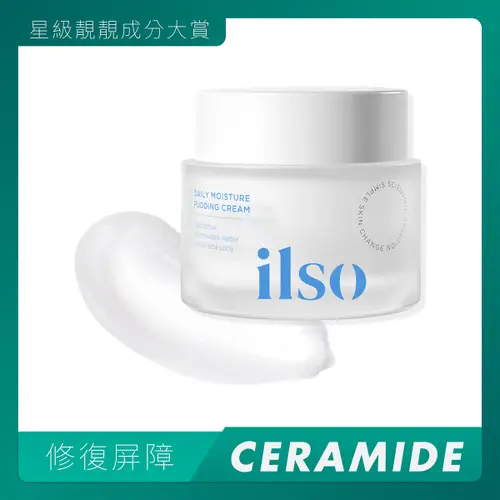 星級靚靚成分大賞
DAILY MOISTURE
PUDDING CREAM
SIMPLE SKIN CHANGE
ilso
修復屏障
CERAMIDE